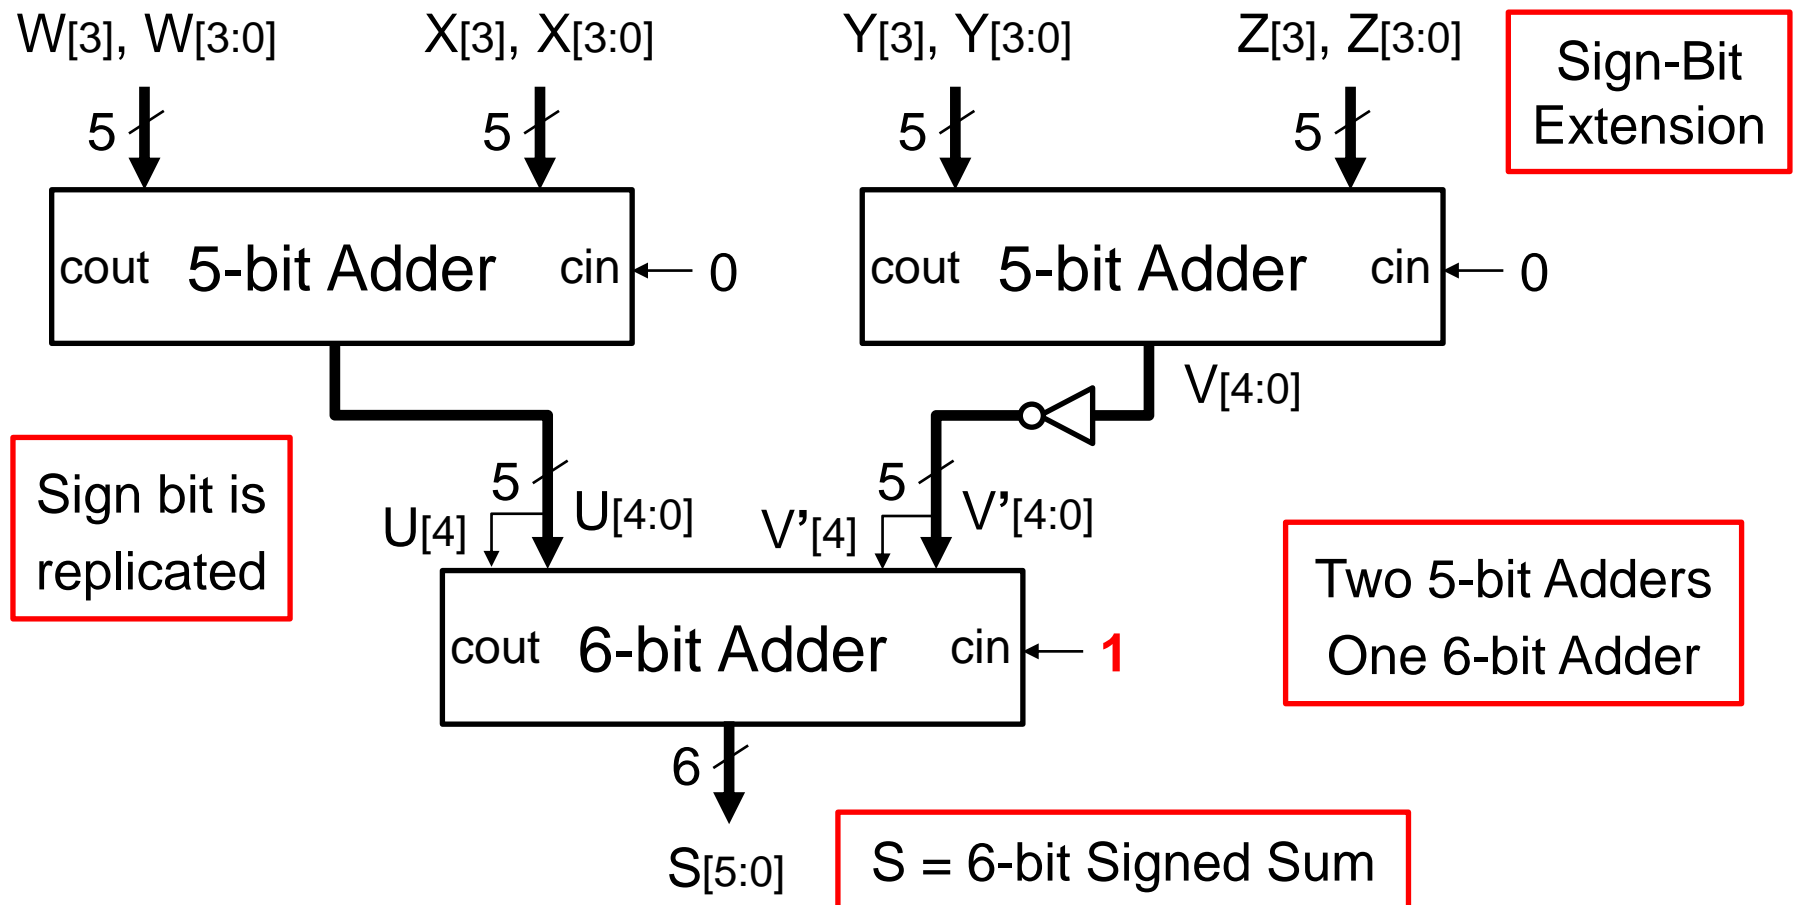 W[3], W[3:0]
X[3], X[3:0]
Y[3], Y[3:0]
Z[3], Z[3:0]
Sign-Bit
Extension
5
5
5
5
cout 5-bit Adder cin
0
cout 5-bit Adder cin
0
V[4:0]
Sign bit is
replicated
5
U[4]
U[4:0]
5
V’[4]
V’[4:0]
Two 5-bit Adders
One 6-bit Adder
cout 6-bit Adder cin
1
6
S[5:0]
S = 6-bit Signed Sum